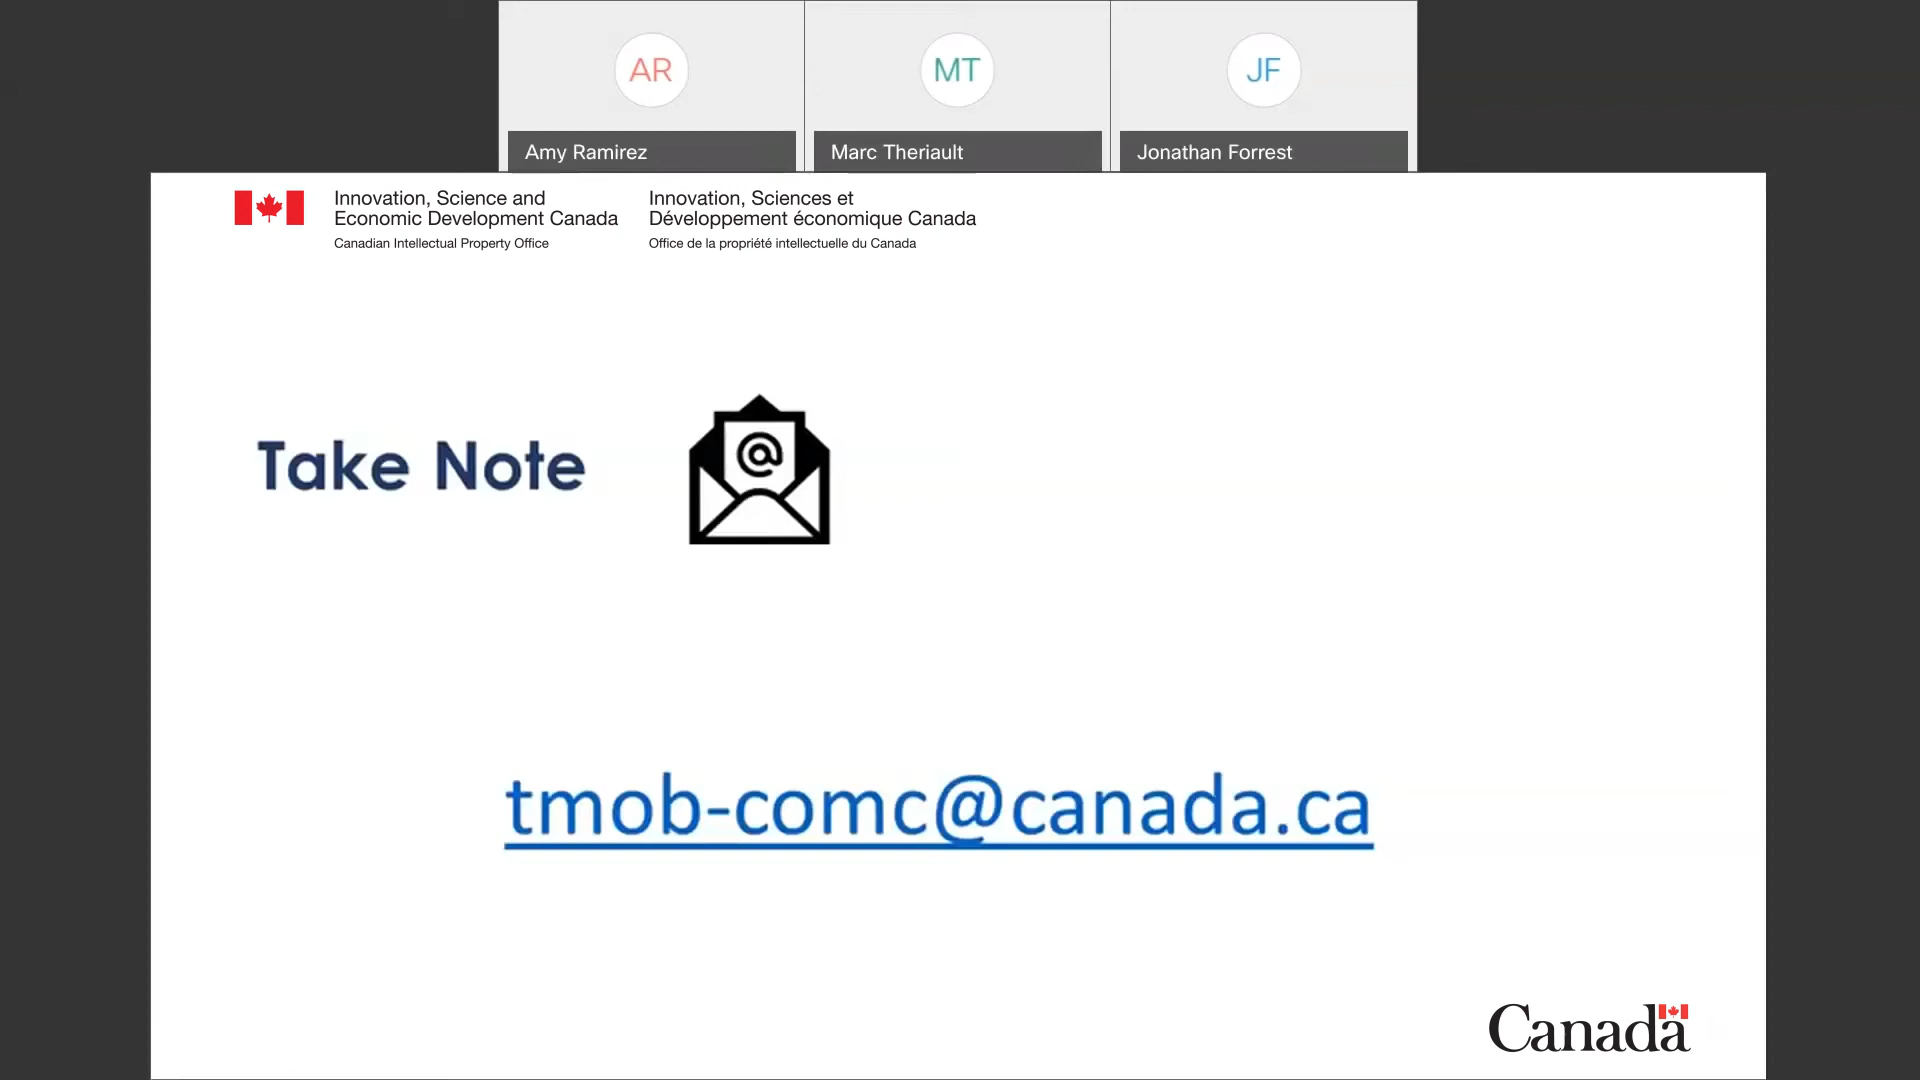 AR
MT
JF
Amy Ramirez
Marc Theriault
Jonathan Forrest
Innovation, Science and
Economic Development Canada
Canadian Intellectual Property Office
Innovation, Sciences et
Développement économique Canada
Office de la propriété intellectuelle du Canada
Take Note
@
tmob-comc@canada.ca
Canada